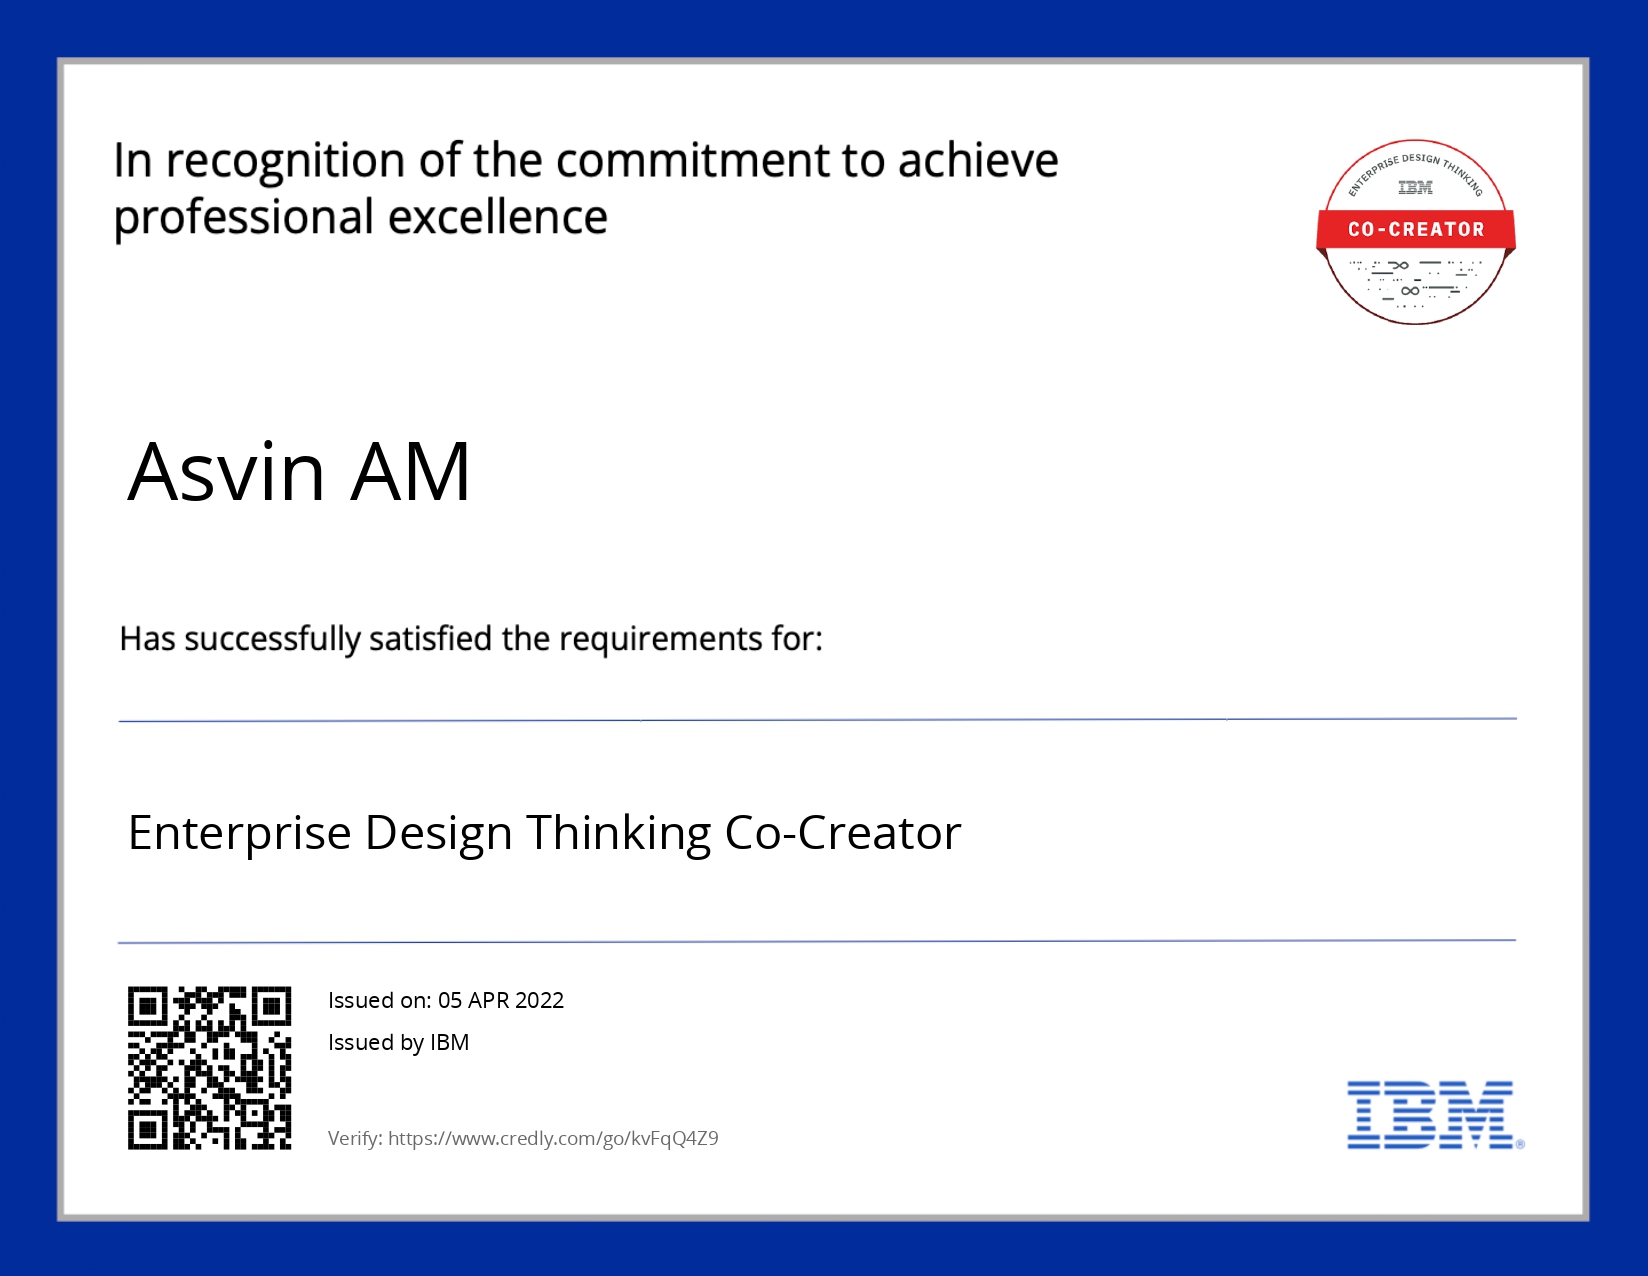 In recognition of the commitment to achieve
professional excellence
ENTERPRISE DESIGN THINKING
IBM
CO-CREATOR
Asvin AM
Has successfully satisfied the requirements for:
Enterprise Design Thinking Co-Creator
Issued on: 05 APR 2022
Issued by IBM
Verify: https://www.credly.com/go/kvFqQ4Z9
IBM®